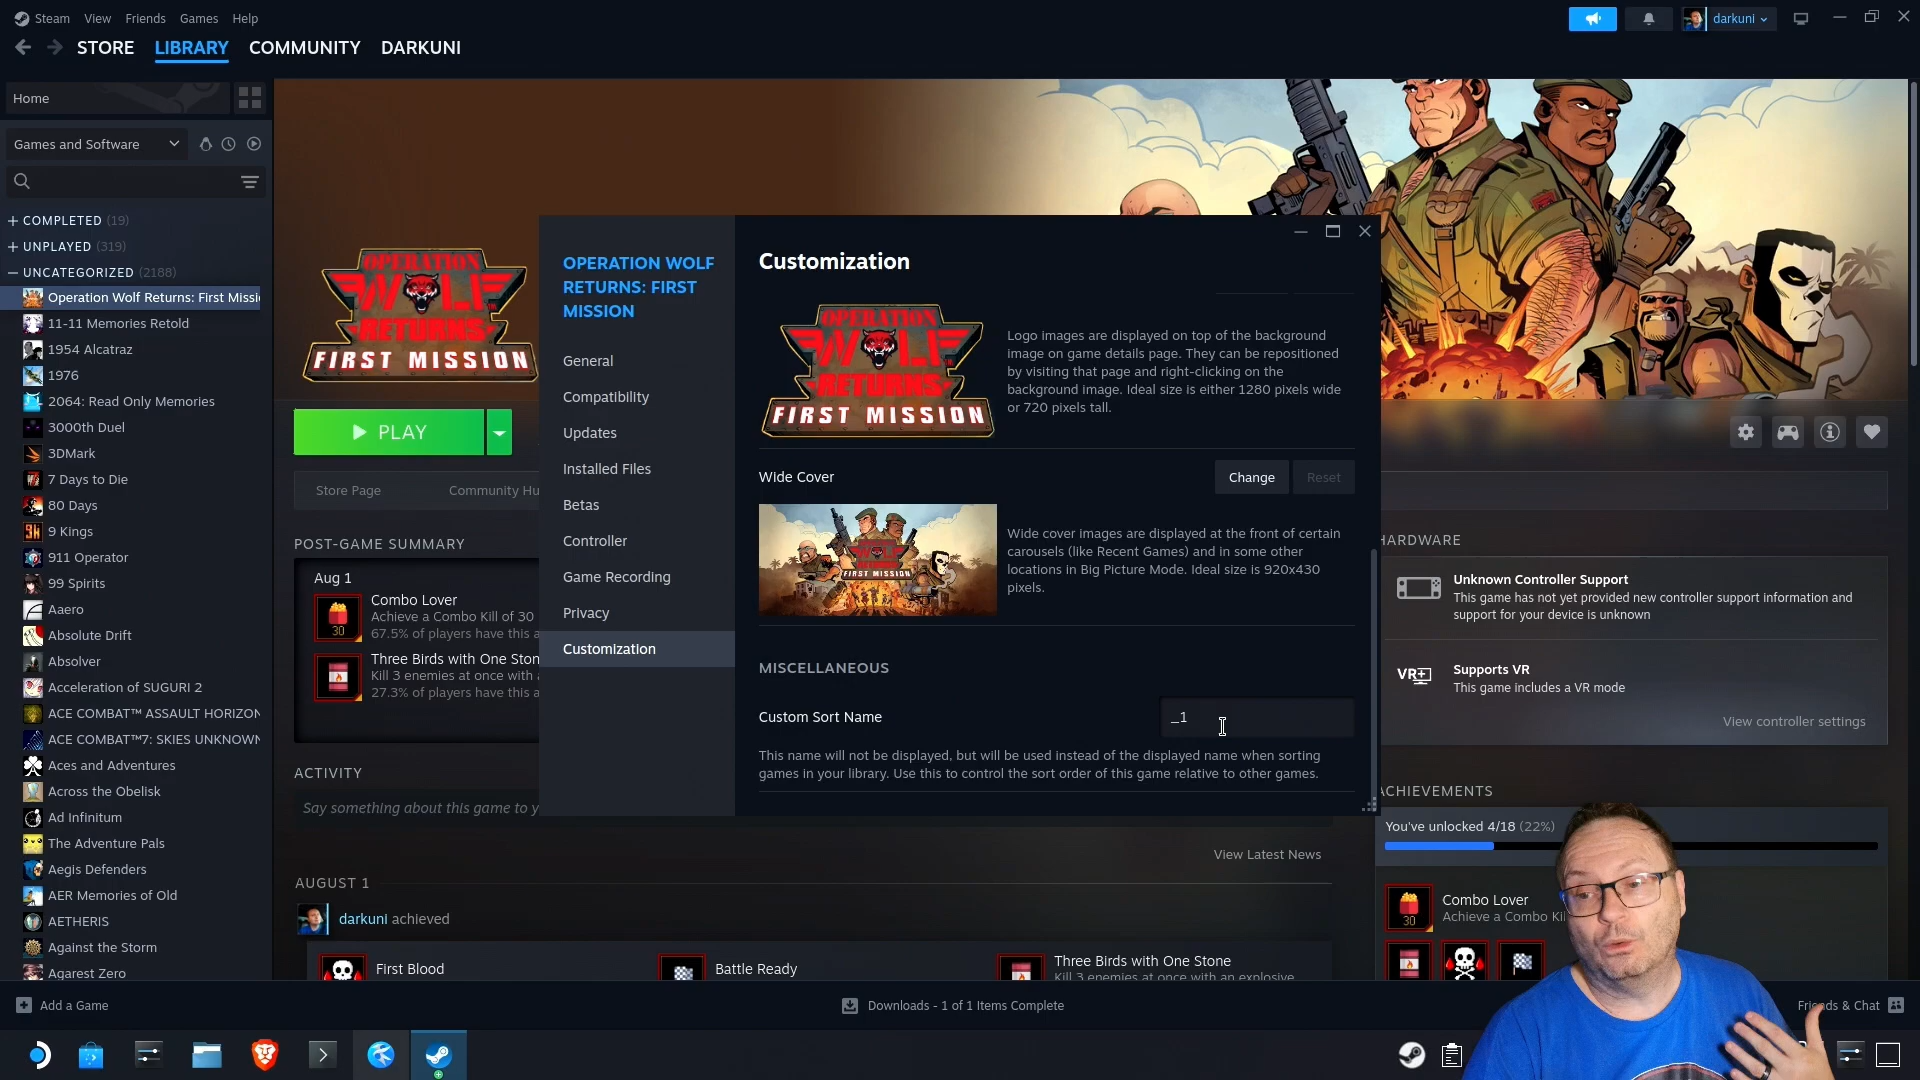 Steam View Friends Games Help
darkuni
STORE LIBRARY COMMUNITY DARKUNI
Home
Games and Software
COMPLETED (19)
UNPLAYED (319)
UNCATEGORIZED (2188)
Operation Wolf Returns: First Missi
11-11 Memories Retold
1954 Alcatraz
1976
2064: Read Only Memories
3000th Duel
3DMark
7 Days to Die
80 Days
9 Kings
911 Operator
99 Spirits
Aaero
Absolute Drift
Absolver
Acceleration of SUGURI 2
ACE COMBAT™ ASSAULT HORIZON
ACE COMBAT™7: SKIES UNKNOWN
Aces and Adventures
Across the Obelisk
Ad Infinitum
The Adventure Pals
Aegis Defenders
AER Memories of Old
AETHERIS
Against the Storm
Agarest Zero
Add a Game
OPERATION
WOLF
RETURNS:
FIRST MISSION
PLAY
Store Page Community Hu
POST-GAME SUMMARY
Aug 1
30
Combo Lover
Achieve a Combo Kill of 30
67.5% of players have this a
Three Birds with One Ston
Kill 3 enemies at once with a
27.3% of players have this a
ACTIVITY
Say something about this game to y
View Latest News
AUGUST 1
darkuni achieved
First Blood
Battle Ready
Three Birds with One Stone
Kill 3 enemies at once with an explosive
OPERATION WOLF
RETURNS: FIRST
MISSION
General
Compatibility
Updates
Installed Files
Betas
Controller
Game Recording
Privacy
Customization
Customization
OPERATION
WOLF
RETURNS:
FIRST MISSION
Logo images are displayed on top of the background
image on game details page. They can be repositioned
by visiting that page and right-clicking on the
background image. Ideal size is either 1280 pixels wide
or 720 pixels tall.
Wide Cover
Change Reset
FIRST MISSION
Wide cover images are displayed at the front of certain
carousels (like Recent Games) and in some other
locations in Big Picture Mode. Ideal size is 920x430
pixels.
MISCELLANEOUS
Custom Sort Name _1
This name will not be displayed, but will be used instead of the displayed name when sorting
games in your library. Use this to control the sort order of this game relative to other games.
HARDWARE
Unknown Controller Support
This game has not yet provided new controller support information and
support for your device is unknown
VR
Supports VR
This game includes a VR mode
View controller settings
ACHIEVEMENTS
You've unlocked 4/18 (22%)
30
Combo Lover
Achieve a Combo Kil
Downloads - 1 of 1 Items Complete
Friends & Chat